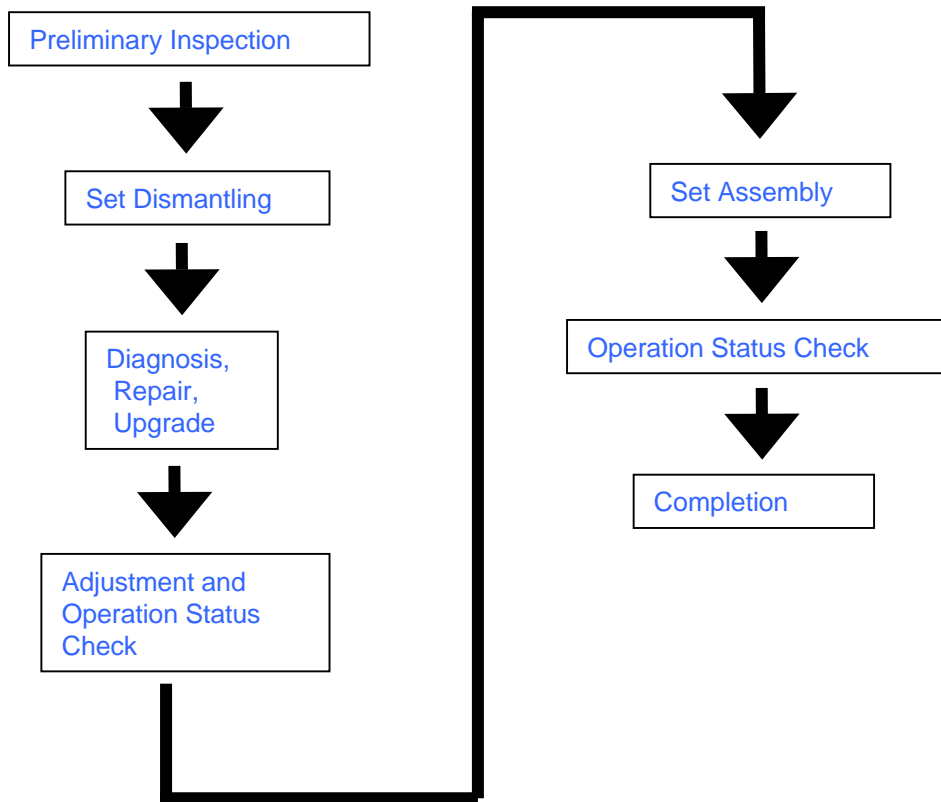 Preliminary Inspection
Set Dismantling
Diagnosis,
Repair,
Upgrade
Adjustment and
Operation Status
Check
Set Assembly
Operation Status Check
Completion